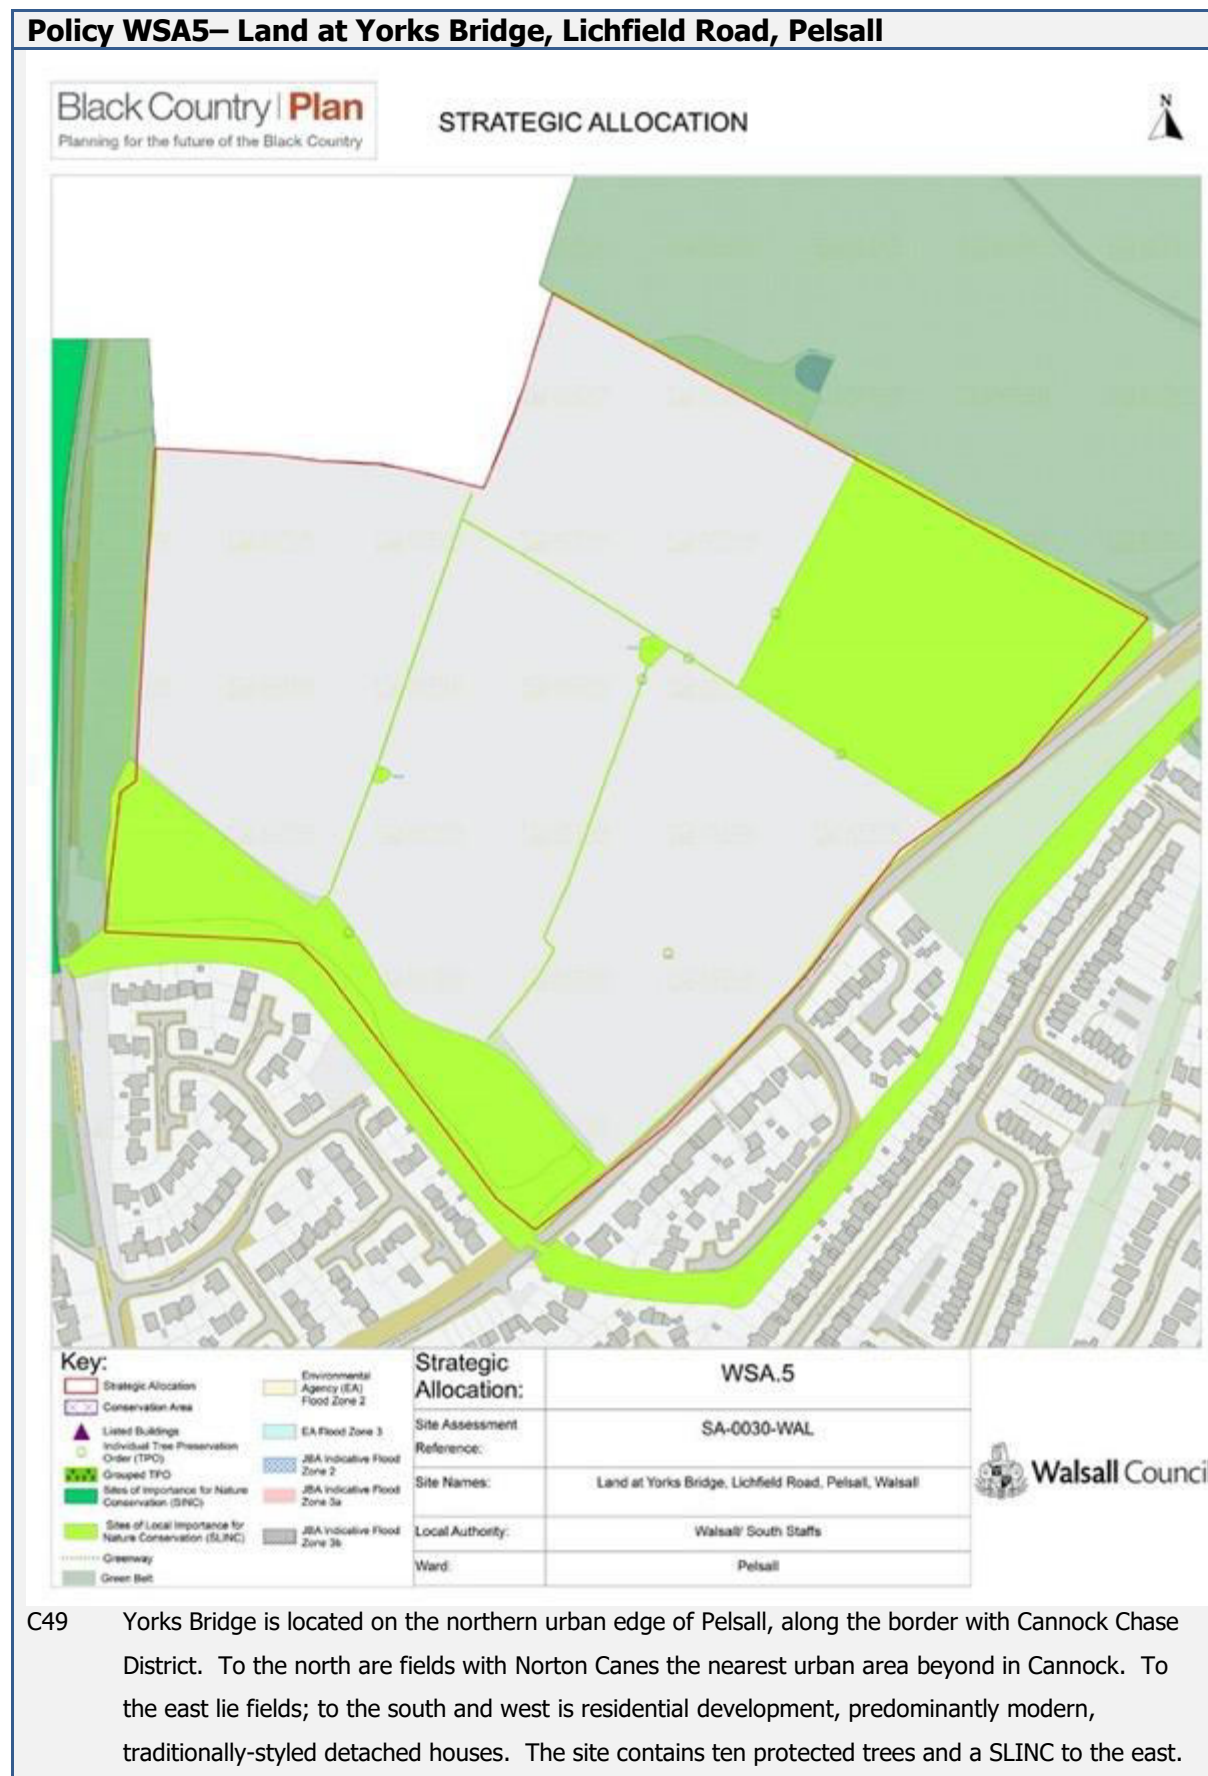 Policy WSA5– Land at Yorks Bridge, Lichfield Road, Pelsall
Black Country | Plan
Planning for the future of the Black Country
STRATEGIC ALLOCATION
N
Key:
Strategic Allocation
Conservation Area
Listed Buildings
Individual Tree Preservation
Order (TPO)
Grouped TPO
Sites of Importance for Nature
Conservation (SINC)
Sites of Local Importance for
Nature Conservation (SLINC)
Greenway
Green Belt
Environmental
Agency (EA)
Flood Zone 2
EA Flood Zone 3
JBA Indicative Flood
Zone 2
JBA Indicative Flood
Zone 3a
JBA Indicative Flood
Zone 3b
Strategic
Allocation:
WSA.5
Site Assessment
Reference:
SA-0030-WAL
Site Names:
Land at Yorks Bridge, Lichfield Road, Pelsall, Walsall
Local Authority:
Walsall/ South Staffs
Ward:
Pelsall
Walsall Counci
C49 Yorks Bridge is located on the northern urban edge of Pelsall, along the border with Cannock Chase
District. To the north are fields with Norton Canes the nearest urban area beyond in Cannock. To
the east lie fields; to the south and west is residential development, predominantly modern,
traditionally-styled detached houses. The site contains ten protected trees and a SLINC to the east.